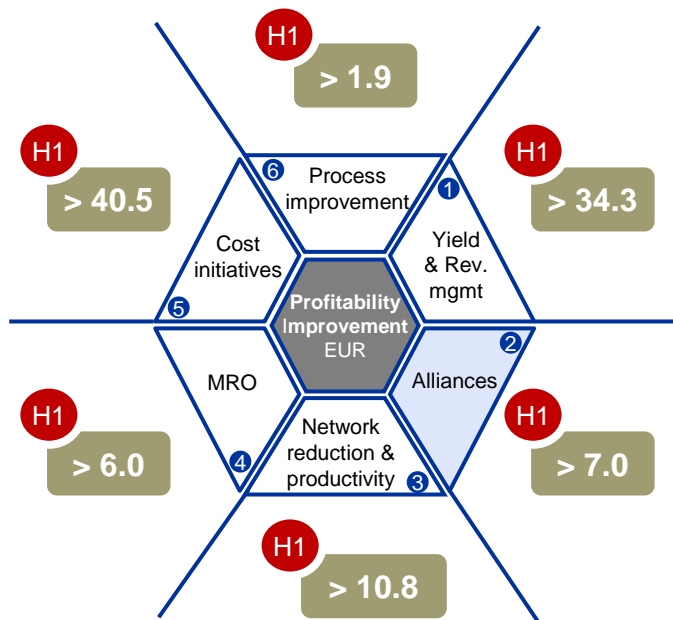 H1
> 1.9
H1
> 40.5
H1
> 34.3
6
Process
improvement
1
Yield
& Rev.
mgmt
Cost
initiatives
5
Profitability
Improvement
EUR
2
Alliances
MRO
4
Network
reduction &
productivity
3
H1
> 6.0
H1
> 7.0
H1
> 10.8